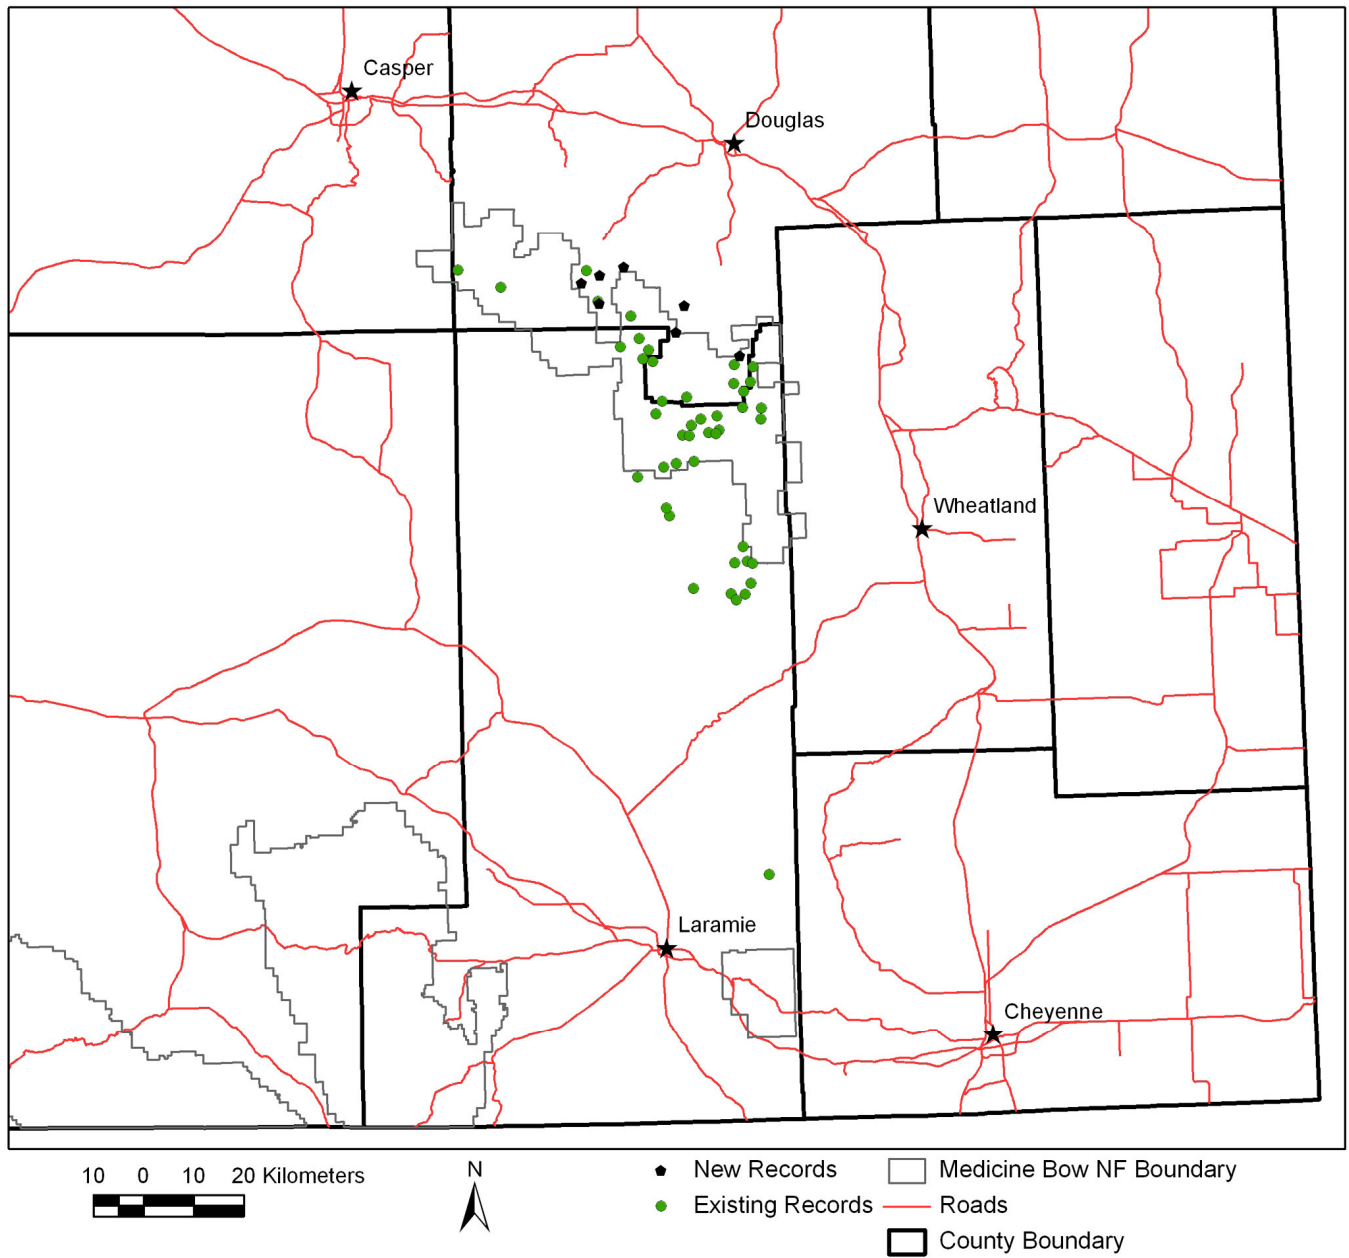 Casper
Douglas
Wheatland
Laramie
Cheyenne
10 0 10 20 Kilometers
N
New Records
Existing Records
Medicine Bow NF Boundary
Roads
County Boundary